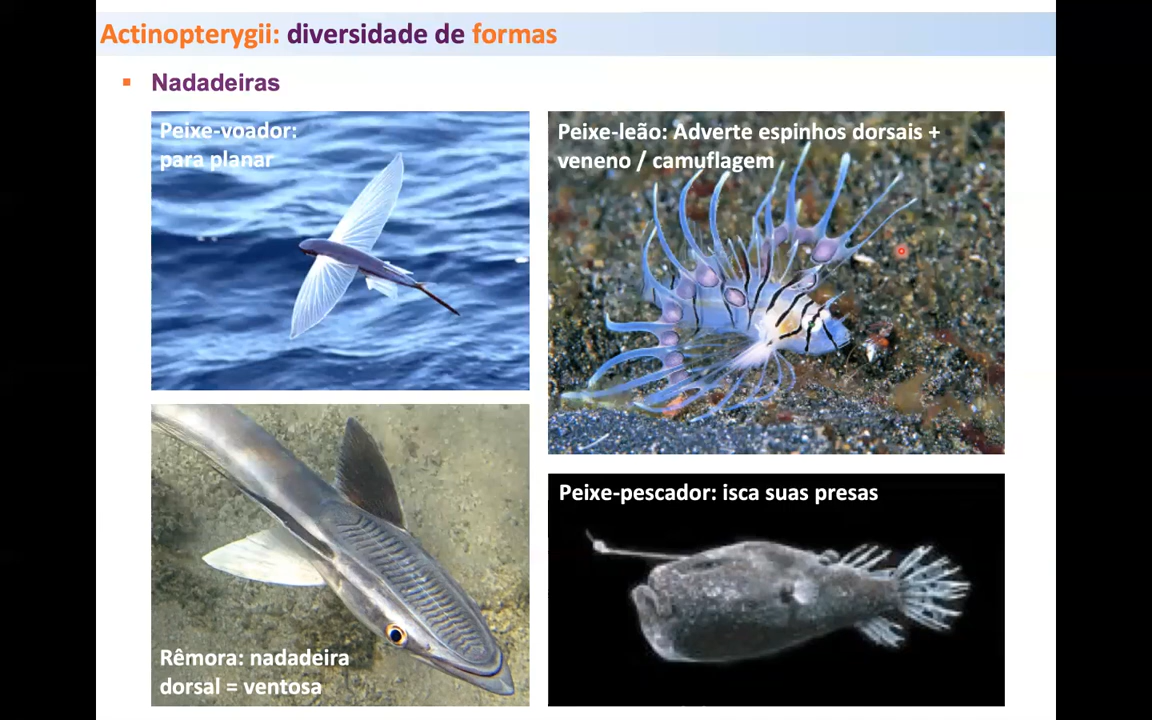 Actinopterygii: diversidade de formas
Nadadeiras
Peixe-voador:
para planar
Peixe-leão: Adverte espinhos dorsais +
veneno / camuflagem
Rêmora: nadadeira
dorsal = ventosa
Peixe-pescador: isca suas presas